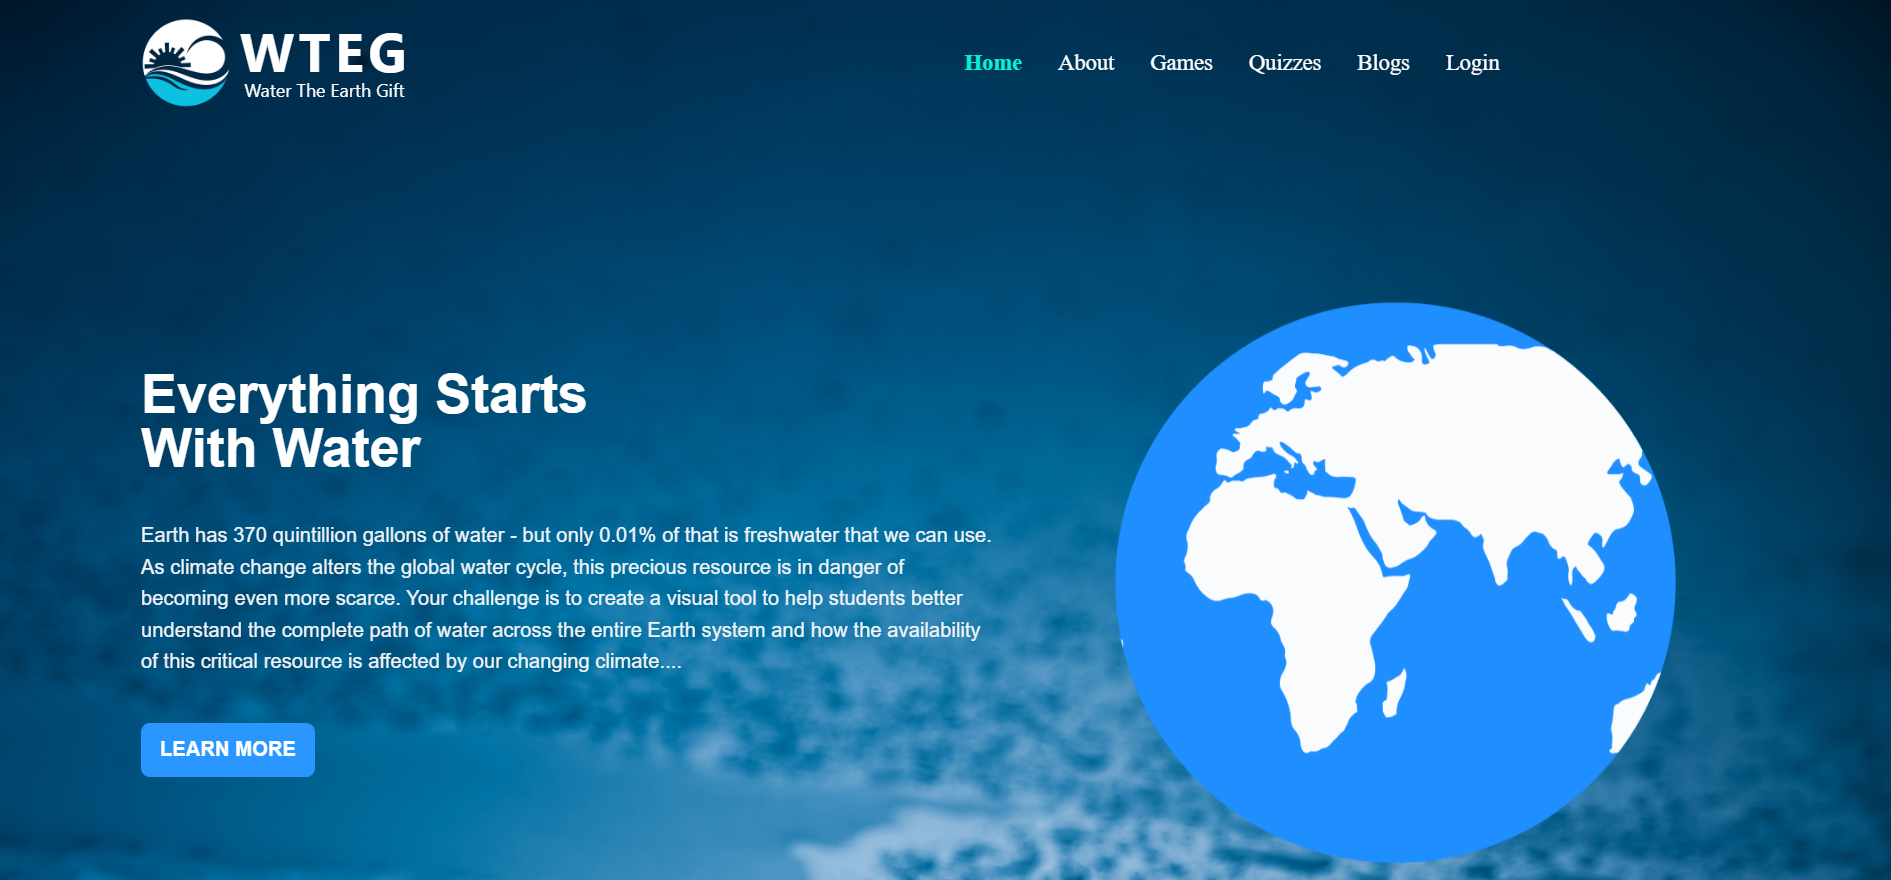 WTEG
Water The Earth Gift
Home About Games Quizzes Blogs Login
Everything Starts
With Water
Earth has 370 quintillion gallons of water - but only 0.01% of that is freshwater that we can use.
As climate change alters the global water cycle, this precious resource is in danger of
becoming even more scarce. Your challenge is to create a visual tool to help students better
understand the complete path of water across the entire Earth system and how the availability
of this critical resource is affected by our changing climate....
LEARN MORE